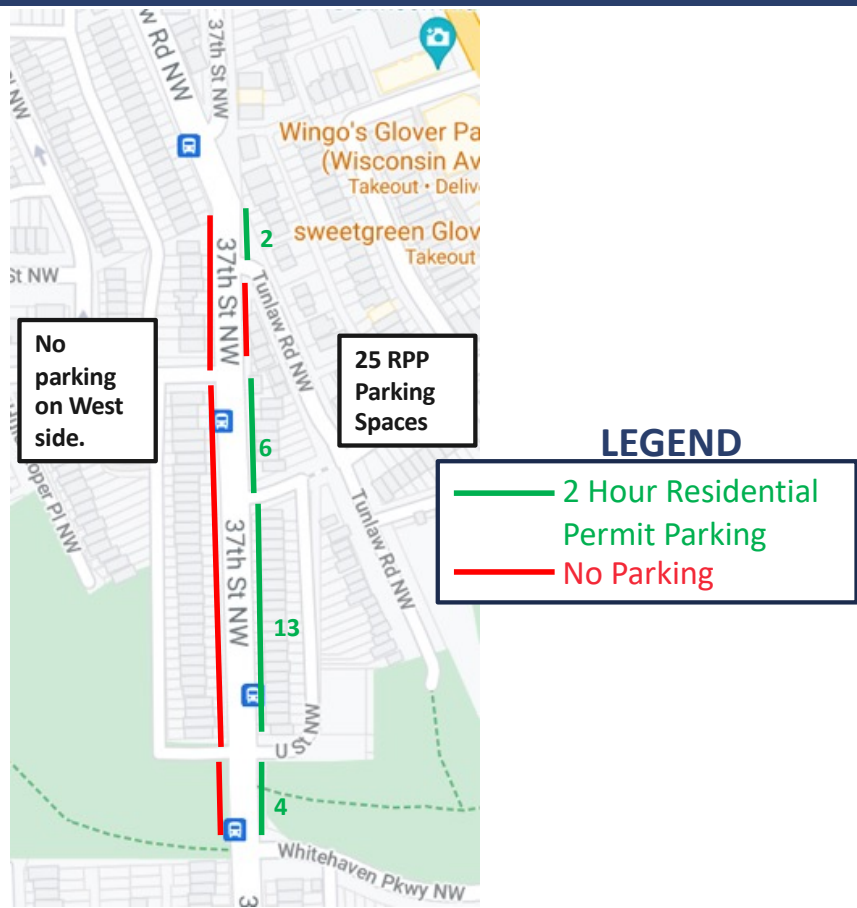 w Rd NW
37th St NW
Wingo's Glover Pa
(Wisconsin Av
Takeout • Deliv
2
sweetgreen Glov
Takeout
St NW
37th St NW
Tunlaw Rd NW
No
parking
on West
side.
25 RPP
Parking
Spaces
6
LEGEND
2 Hour Residential
Permit Parking
No Parking
Tunlaw Rd NW
37th St NW
13
U St NW
4
Whitehaven Pkwy NW